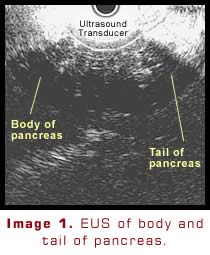 Ultrasound
Transducer
Body of
pancreas
Tail of
pancreas
Image 1. EUS of body and
tail of pancreas.